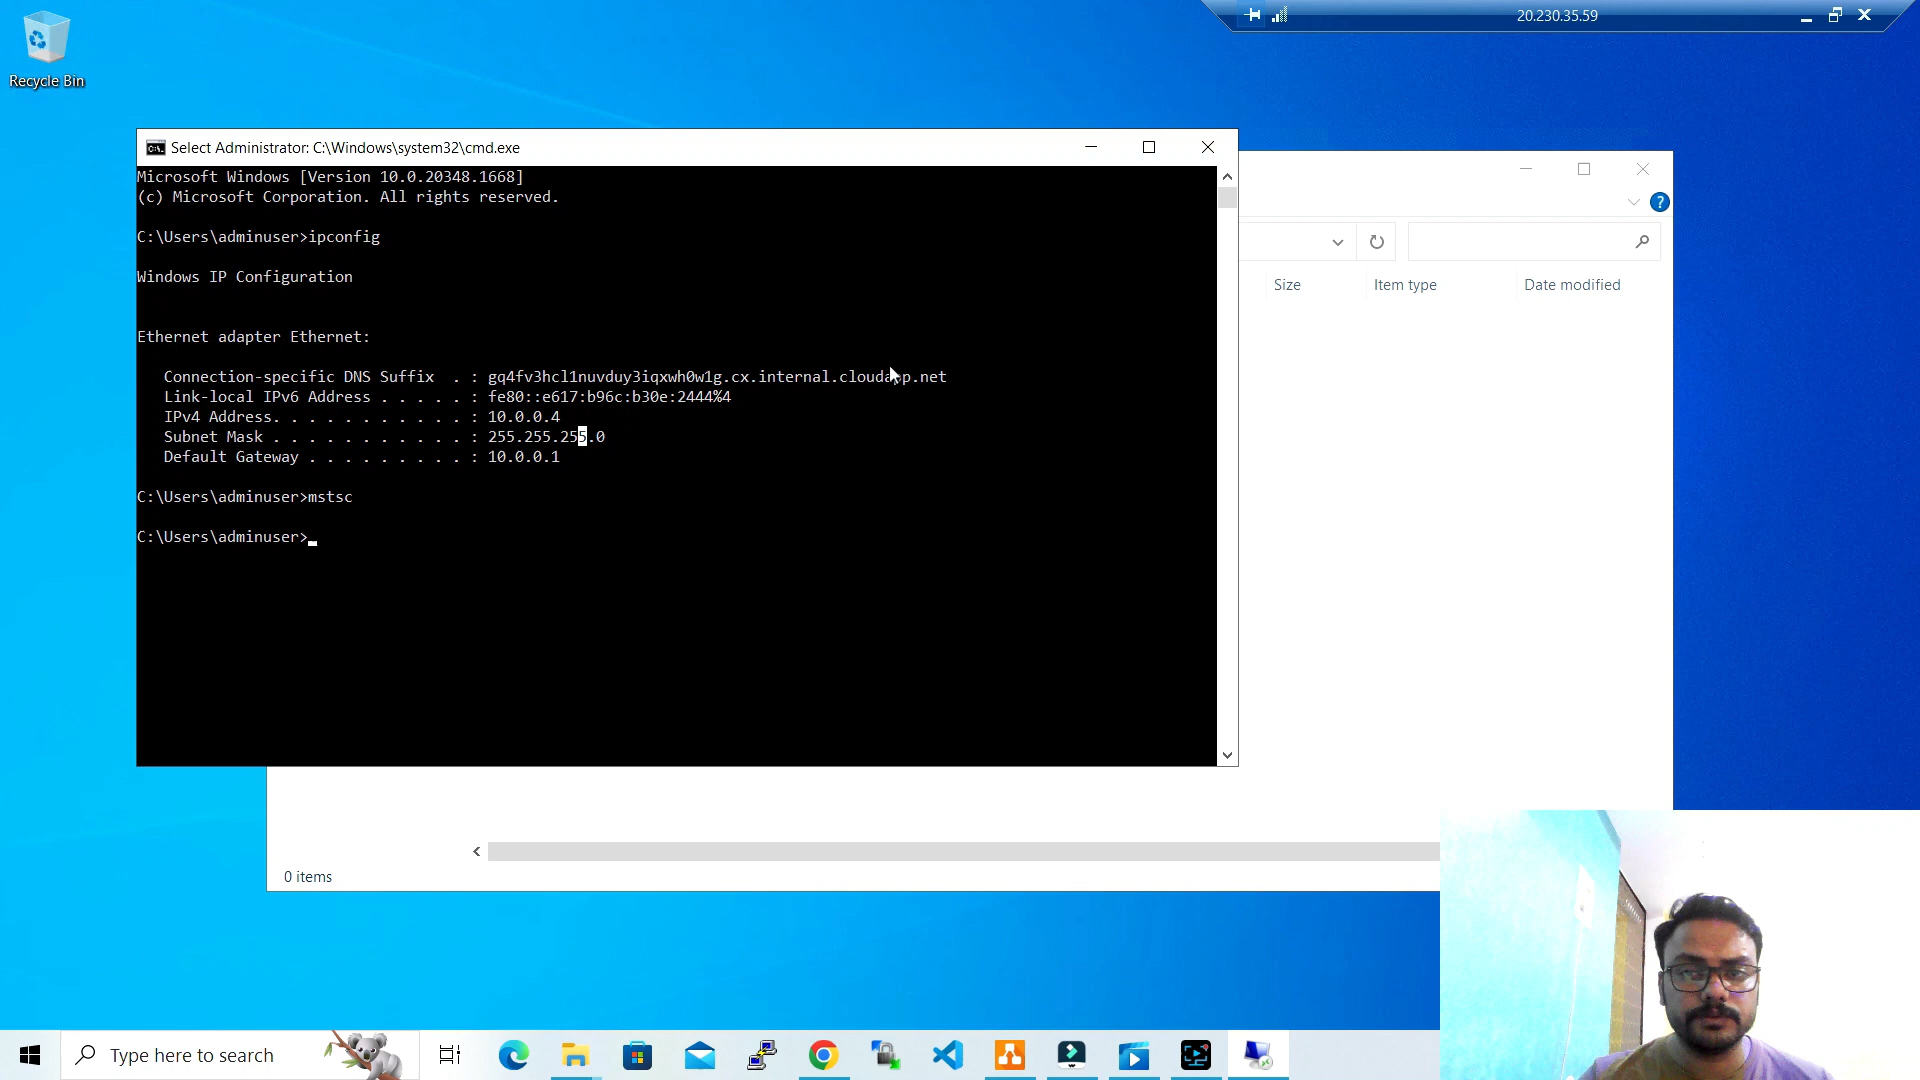 Recycle Bin
20.230.35.59
Select Administrator: C:\Windows\system32\cmd.exe
Microsoft Windows [Version 10.0.20348.1668]
(c) Microsoft Corporation. All rights reserved.
C:\Users\adminuser>ipconfig
Windows IP Configuration
Ethernet adapter Ethernet:
Connection-specific DNS Suffix . : gq4fv3hcl1nuvduy3iqxwh0w1g.cx.internal.cloudapp.net
Link-local IPv6 Address . . . . . : fe80::e617:b96c:b30e:2444%4
IPv4 Address. . . . . . . . . . . : 10.0.0.4
Subnet Mask . . . . . . . . . . . : 255.255.255.0
Default Gateway . . . . . . . . . : 10.0.0.1
C:\Users\adminuser>mstsc
C:\Users\adminuser>
Size Item type Date modified
0 items
Type here to search